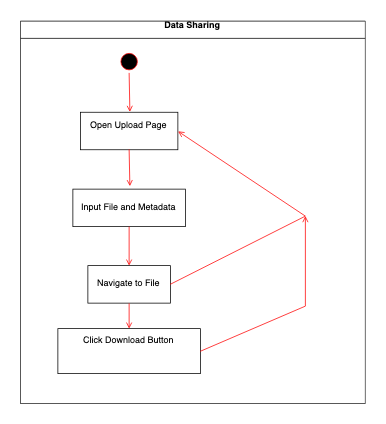 Data Sharing
Open Upload Page
Input File and Metadata
Navigate to File
Click Download Button